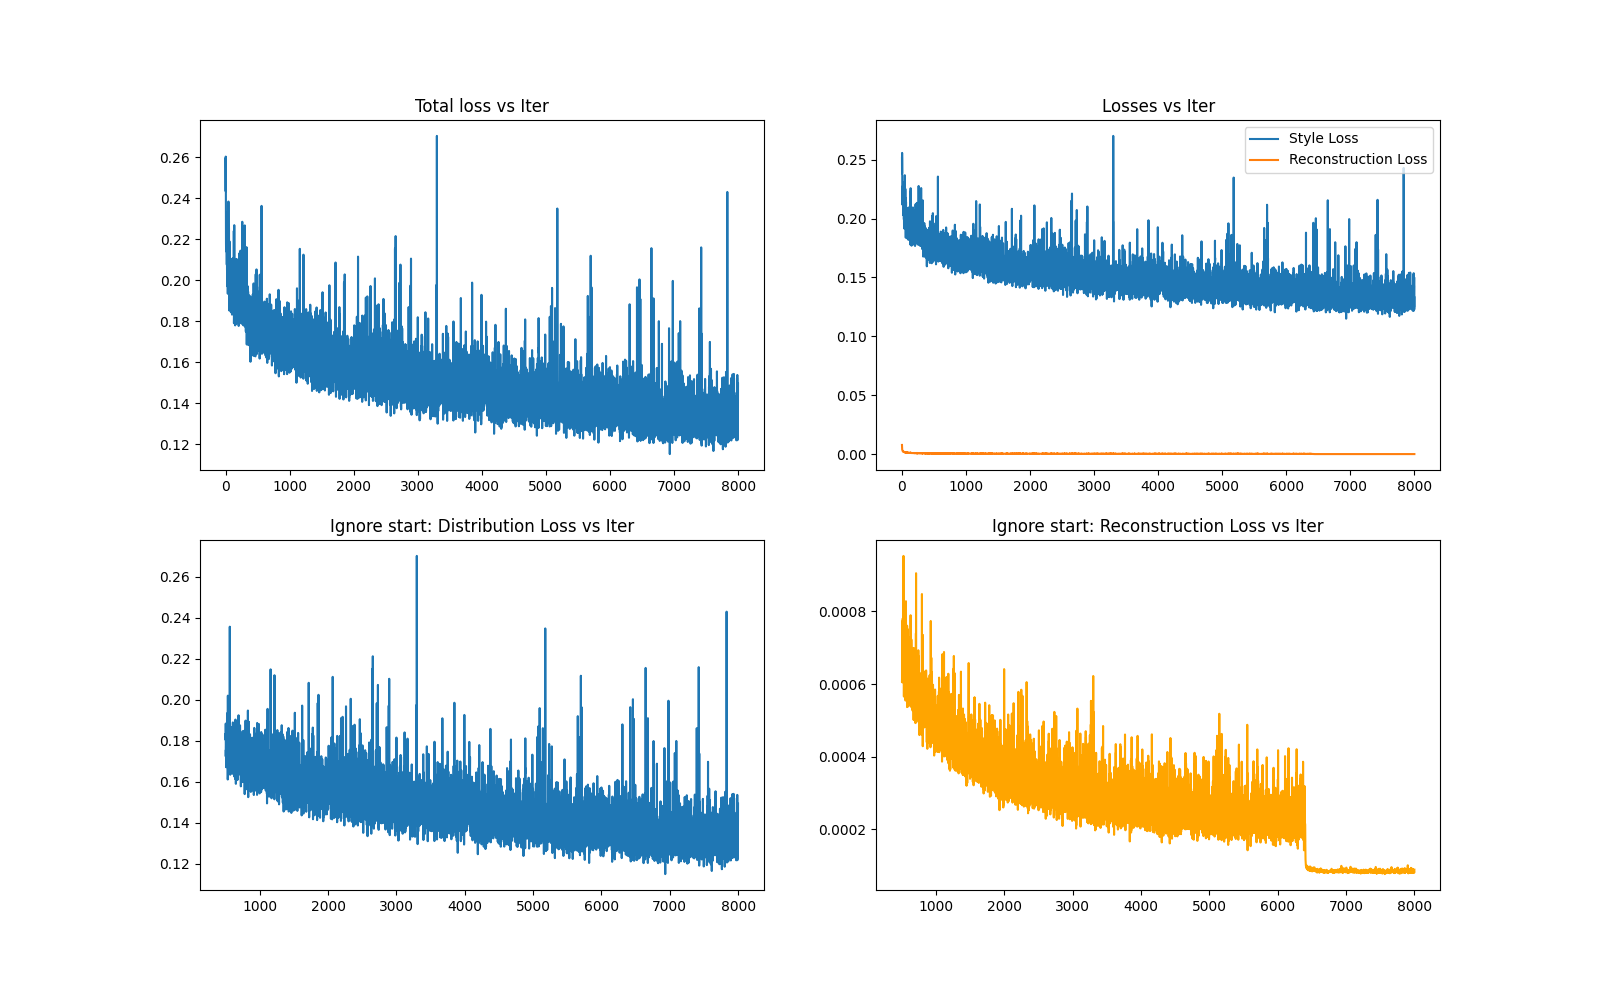 Total loss vs Iter
0.26
0.24
0.22
0.20
0.18
0.16
0.14
0.12
0 1000 2000 3000 4000 5000 6000 7000 8000
Losses vs Iter
Style Loss
Reconstruction Loss
0.25
0.20
0.15
0.10
0.05
0.00
0 1000 2000 3000 4000 5000 6000 7000 8000
Ignore start: Distribution Loss vs Iter
0.26
0.24
0.22
0.20
0.18
0.16
0.14
0.12
1000 2000 3000 4000 5000 6000 7000 8000
Ignore start: Reconstruction Loss vs Iter
0.0008
0.0006
0.0004
0.0002
1000 2000 3000 4000 5000 6000 7000 8000